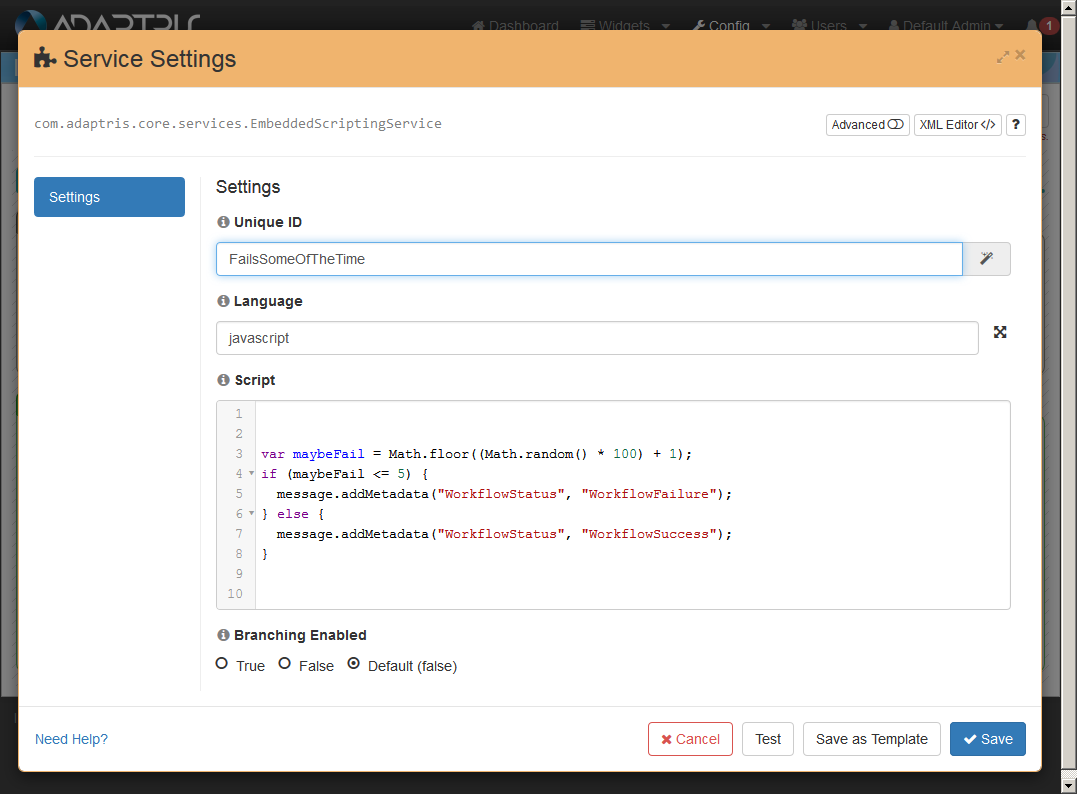 ADAPTRIS
Dashboard Widgets Config Users Default Admin 1
Service Settings
com.adaptris.core.services.EmbeddedScriptingService
Advanced XML Editor </> ?
Settings
Settings
Unique ID
FailsSomeOfTheTime
Language
javascript
Script
1
2
3 var maybeFail = Math.floor((Math.random() * 100) + 1);
4 if (maybeFail <= 5) {
5 message.addMetadata("WorkflowStatus", "WorkflowFailure");
6 } else {
7 message.addMetadata("WorkflowStatus", "WorkflowSuccess");
8 }
9
10
Branching Enabled
True False Default (false)
Need Help? Cancel Test Save as Template Save